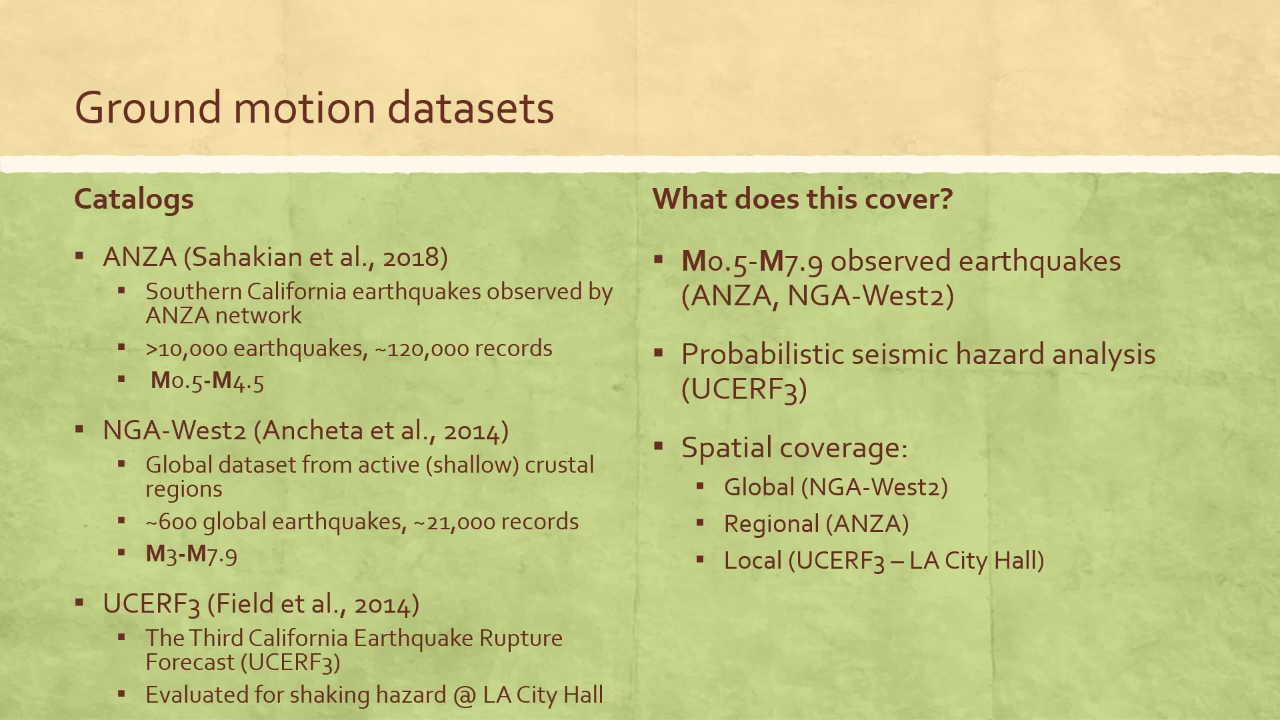 Ground motion datasets
Catalogs
▪ ANZA (Sahakian et al., 2018)
▪ Southern California earthquakes observed by
ANZA network
▪ >10,000 earthquakes, ~120,000 records
▪ M0.5-M4.5
▪ NGA-West2 (Ancheta et al., 2014)
▪ Global dataset from active (shallow) crustal
regions
▪ ~600 global earthquakes, ~21,000 records
▪ M3-M7.9
▪ UCERF3 (Field et al., 2014)
▪ The Third California Earthquake Rupture
Forecast (UCERF3)
▪ Evaluated for shaking hazard @ LA City Hall
What does this cover?
▪ M0.5-M7.9 observed earthquakes
(ANZA, NGA-West2)
▪ Probabilistic seismic hazard analysis
(UCERF3)
▪ Spatial coverage:
▪ Global (NGA-West2)
▪ Regional (ANZA)
▪ Local (UCERF3 – LA City Hall)